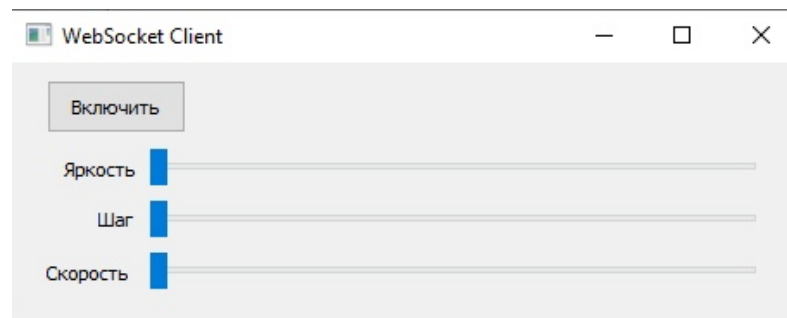 WebSocket Client
Включить
Яркость
Шаг
Скорость